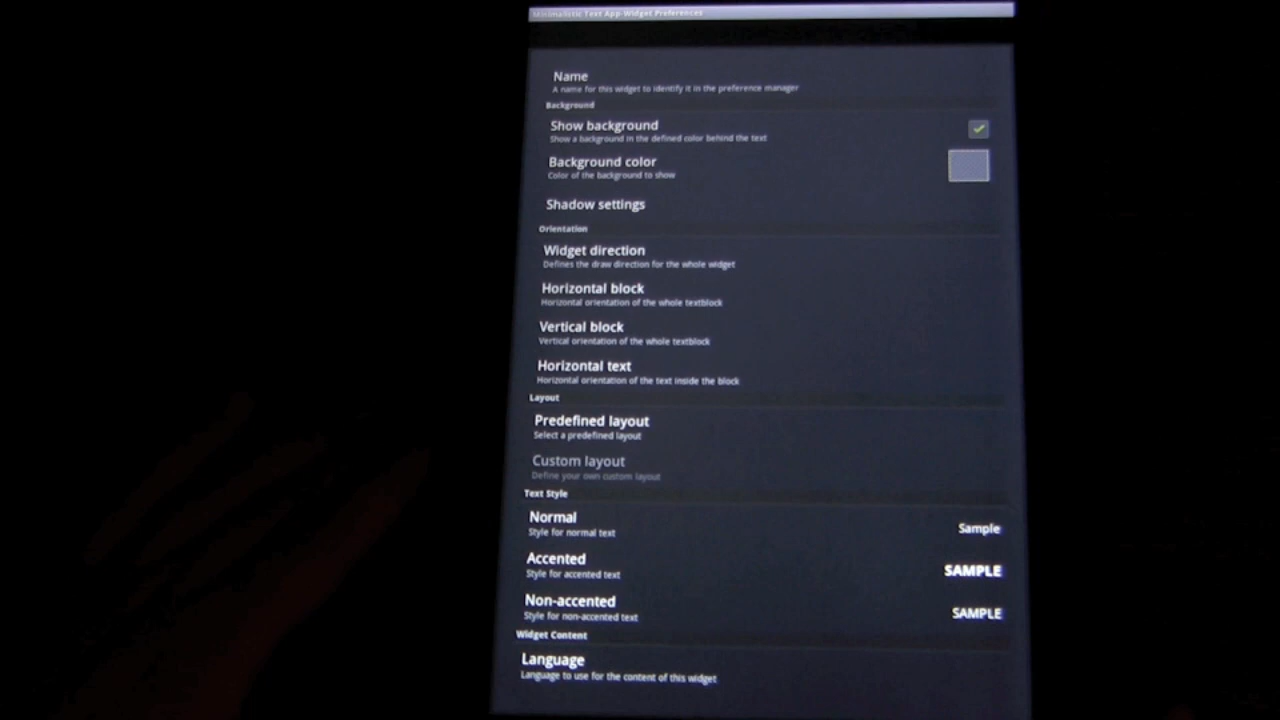 Minimalistic Text App Widget Preferences
Name
A name for this widget to identify it in the preference manager
Background
Show background
Show a background in the defined color behind the text
Background color
Color of the background to show
Shadow settings
Orientation
Widget direction
Defines the draw direction for the whole widget
Horizontal block
Horizontal orientation of the whole textblock
Vertical block
Vertical orientation of the whole textblock
Horizontal text
Horizontal orientation of the text inside the block
Layout
Predefined layout
Select a predefined layout
Custom layout
Define your own custom layout
Text Style
Normal
Style for normal text
Sample
Accented
Style for accented text
SAMPLE
Non-accented
Style for non-accented text
SAMPLE
Widget Content
Language
Language to use for the content of this widget